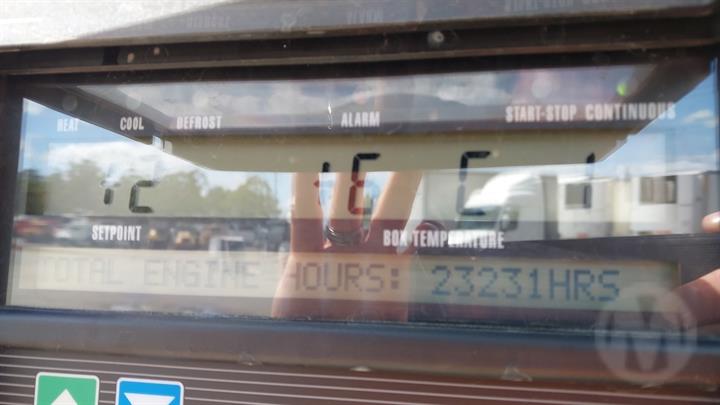 HEAT COOL DEFROST ALARM START-STOP CONTINUOUS
SETPOINT BOX TEMPERATURE
TOTAL ENGINE HOURS: 23231HRS